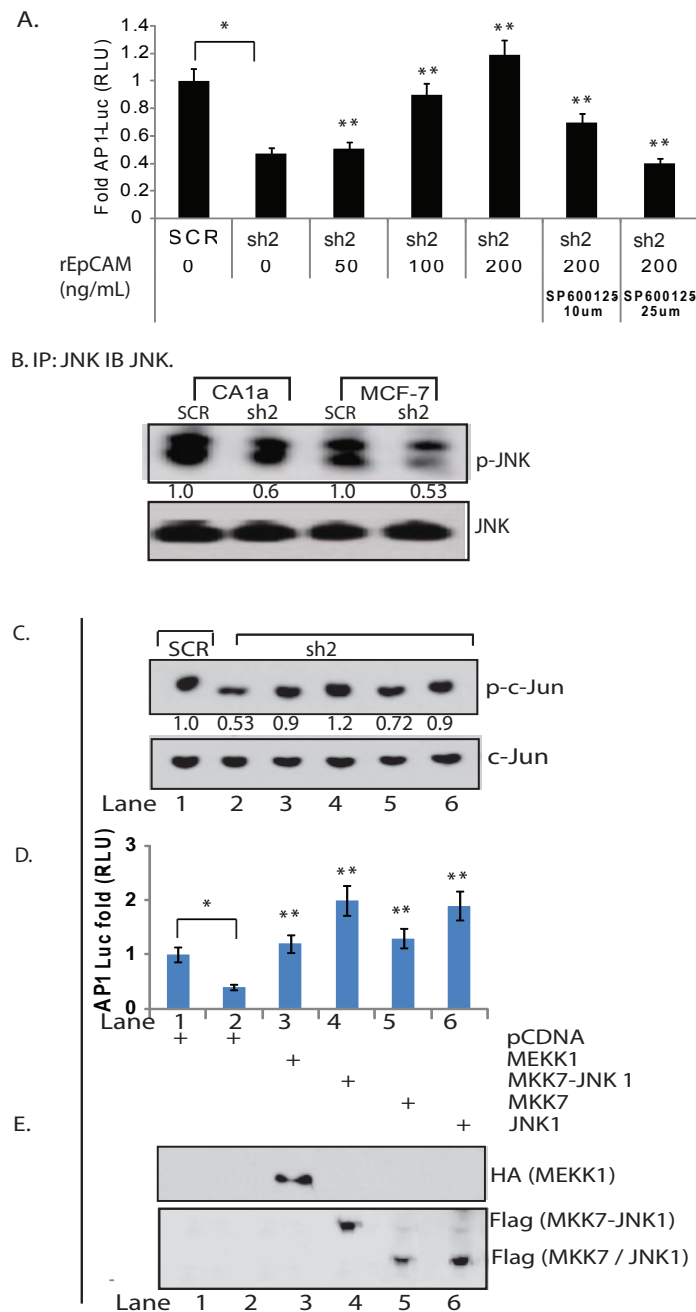 A.
Fold AP1-Luc (RLU)
1.4
1.2
1
0.8
0.6
0.4
0.2
0
*
** ** ** ** **
SCR sh2 sh2 sh2 sh2 sh2 sh2
rEpCAM (ng/mL)
0 0 50 100 200 200 200
SP600125 10um SP600125 25um
B. IP: JNK IB JNK.
CA1a MCF-7
SCR sh2 SCR sh2
p-JNK
1.0 0.6 1.0 0.53
JNK
C.
SCR sh2
p-c-Jun
1.0 0.53 0.9 1.2 0.72 0.9
c-Jun
Lane 1 2 3 4 5 6
D.
AP1 Luc fold (RLU)
3
2
1
0
*
** ** ** **
Lane 1 2 3 4 5 6
+ + pCDNA
+ MEKK1
+ MKK7-JNK 1
+ MKK7
+ JNK1
E.
HA (MEKK1)
Flag (MKK7-JNK1)
Flag (MKK7 / JNK1)
-
Lane 1 2 3 4 5 6